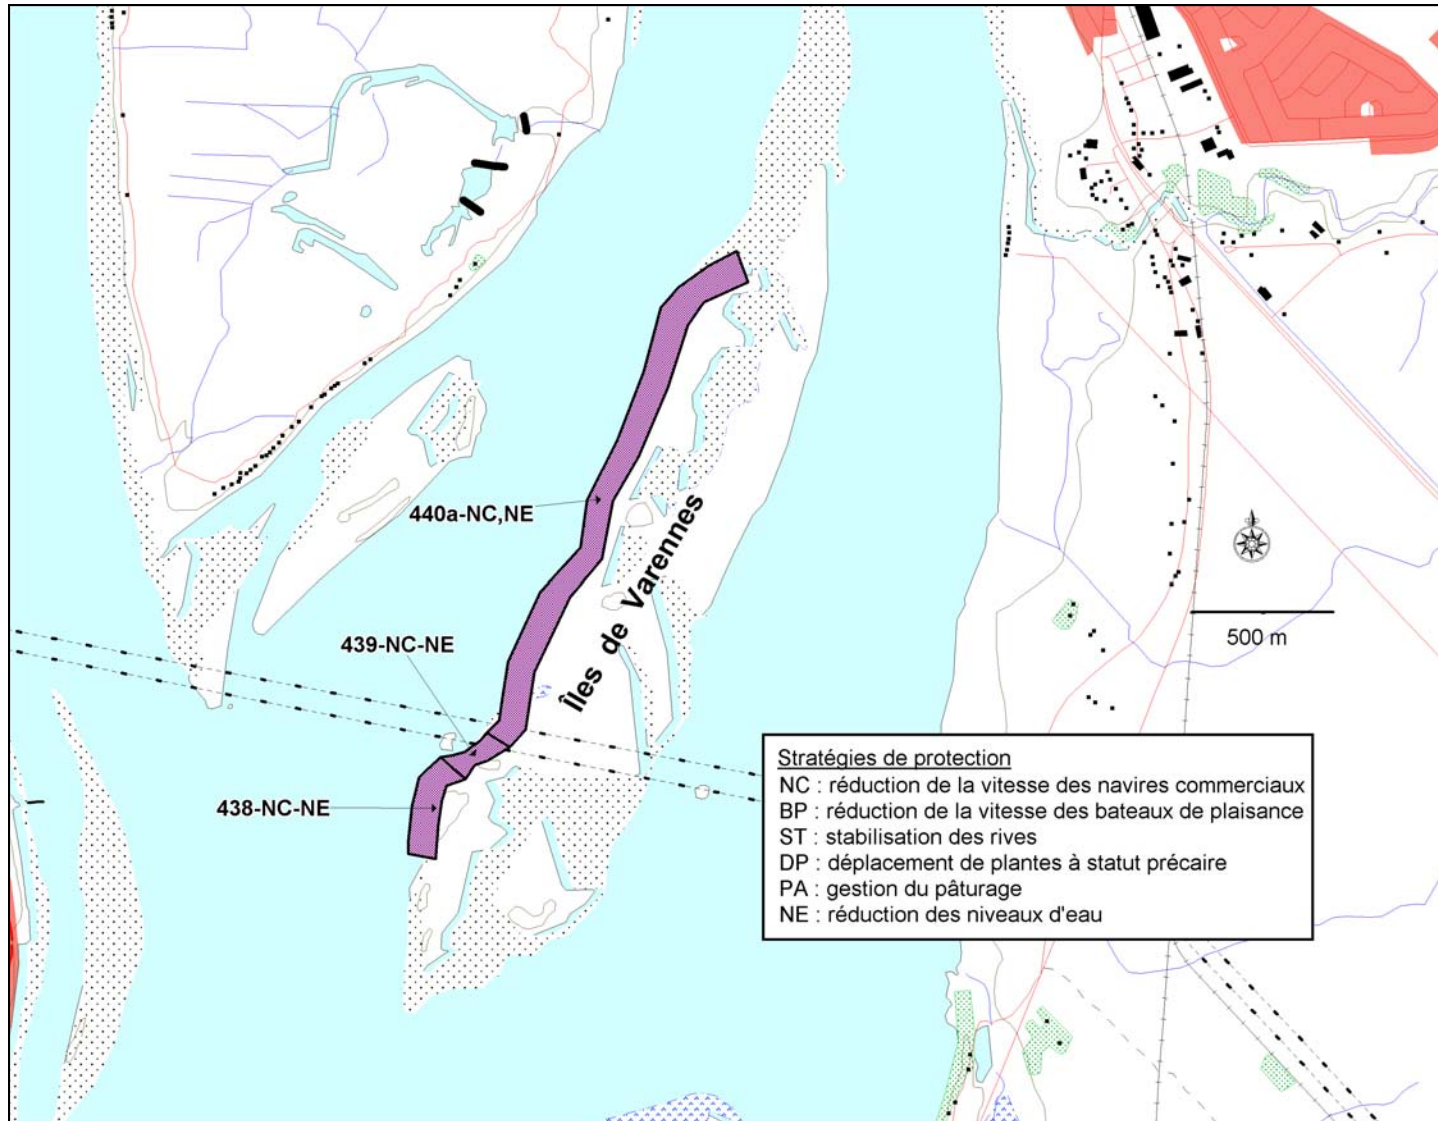 440a-NC,NE
Îles de Varennes
439-NC-NE
500 m
438-NC-NE
Stratégies de protection
NC : réduction de la vitesse des navires commerciaux
BP : réduction de la vitesse des bateaux de plaisance
ST : stabilisation des rives
DP : déplacement de plantes à statut précaire
PA : gestion du pâturage
NE : réduction des niveaux d'eau